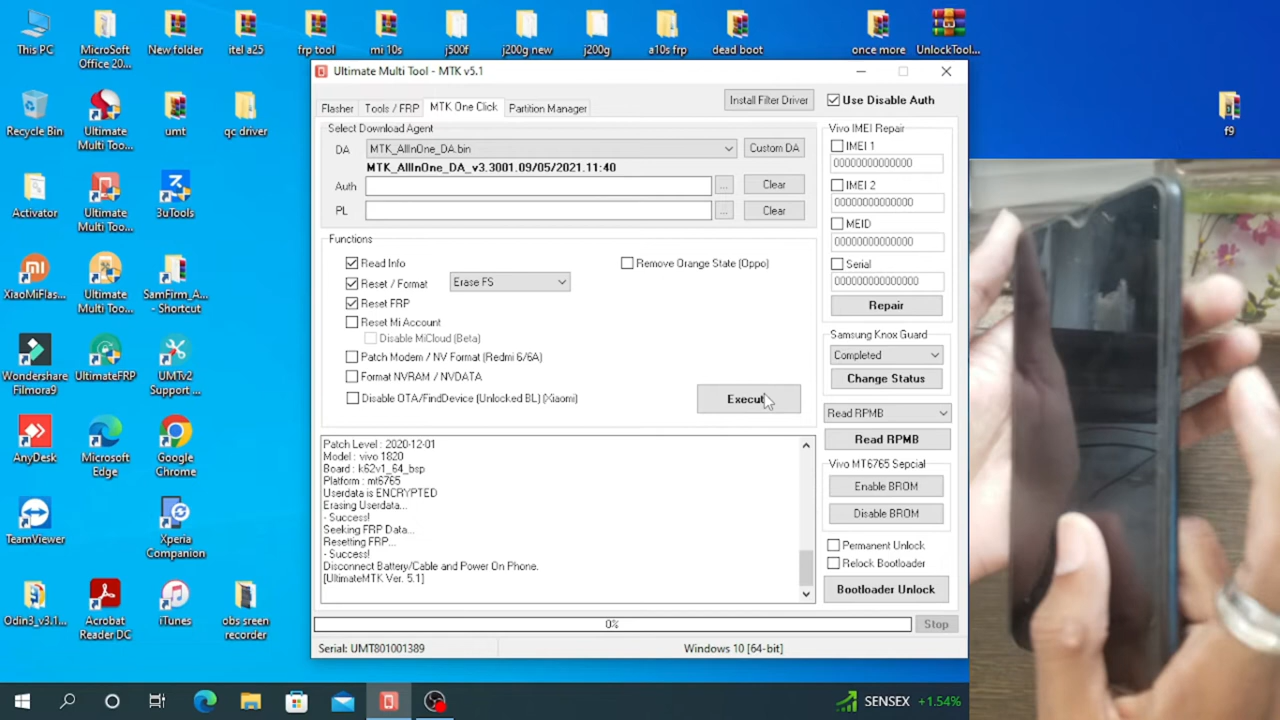 This PC
MicroSoft
Office 20...
New folder
itel a25
frp tool
mi 10s
j500f
j200g new
j200g
a10s frp
dead boot
once more
UnlockTool...
Recycle Bin
Ultimate
Multi Too...
umt
qc driver
f9
Activator
Ultimate
Multi Too...
3uTools
XiaoMiFlas...
Ultimate
Multi Too...
SamFirm_A...
- Shortcut
Wondershare
Filmora9
UltimateFRP
UMTv2
Support ...
AnyDesk
Microsoft
Edge
Google
Chrome
TeamViewer
Xperia
Companion
Odin3_v3.1...
Acrobat
Reader DC
iTunes
obs sreen
recorder
Ultimate Multi Tool - MTK v5.1
Flasher
Tools / FRP
MTK One Click
Partition Manager
Install Filter Driver
Use Disable Auth
Select Download Agent
DA
MTK_AllInOne_DA.bin
Custom DA
MTK_AllInOne_DA_v3.3001.09/05/2021.11:40
Auth
...
Clear
PL
...
Clear
Functions
Read Info
Remove Orange State (Oppo)
Reset / Format
Erase FS
Reset FRP
Reset Mi Account
Disable MiCloud (Beta)
Patch Modem / NV Format (Redmi 6/6A)
Format NVRAM / NVDATA
Disable OTA/FindDevice (Unlocked BL) (Xiaomi)
Execut
Patch Level : 2020-12-01
Model : vivo 1820
Board : k62v1_64_bsp
Platform : mt6765
Userdata is ENCRYPTED
Erasing Userdata...
- Success!
Seeking FRP Data...
Resetting FRP...
- Success!
Disconnect Battery/Cable and Power On Phone.
[UltimateMTK Ver. 5.1]
Vivo IMEI Repair
IMEI 1
00000000000000
IMEI 2
00000000000000
MEID
00000000000000
Serial
00000000000000
Repair
Samsung Knox Guard
Completed
Change Status
Read RPMB
Read RPMB
Vivo MT6765 Sepcial
Enable BROM
Disable BROM
Permanent Unlock
Relock Bootloader
Bootloader Unlock
0%
Stop
Serial: UMT801001389
Windows 10 [64-bit]
SENSEX +1.54%